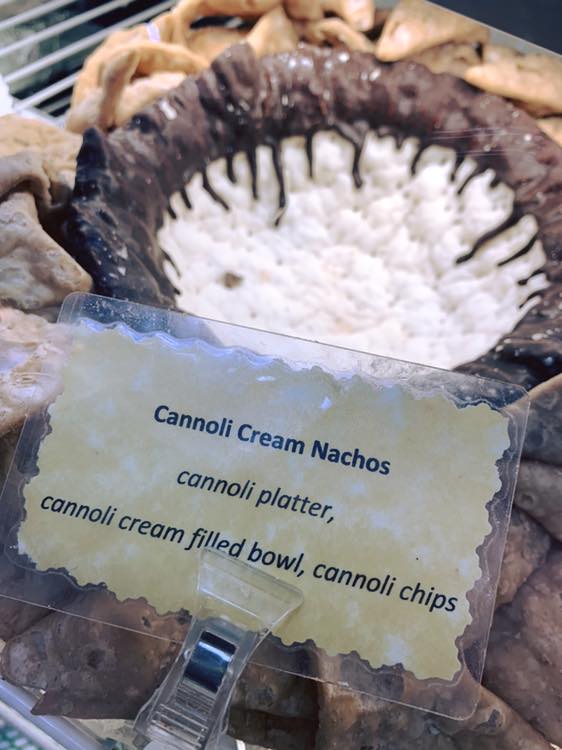 Cannoli Cream Nachos
cannoli platter,
cannoli cream filled bowl, cannoli chips